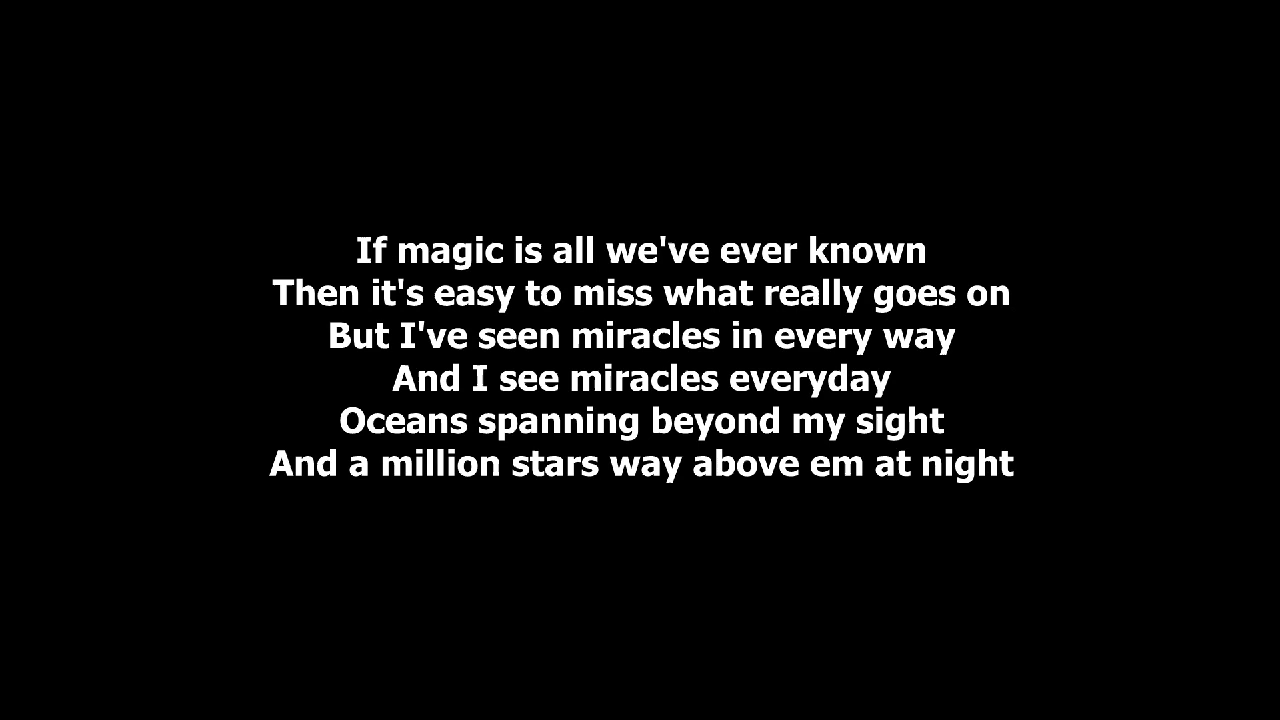 If magic is all we've ever known
Then it's easy to miss what really goes on
But I've seen miracles in every way
And I see miracles everyday
Oceans spanning beyond my sight
And a million stars way above em at night